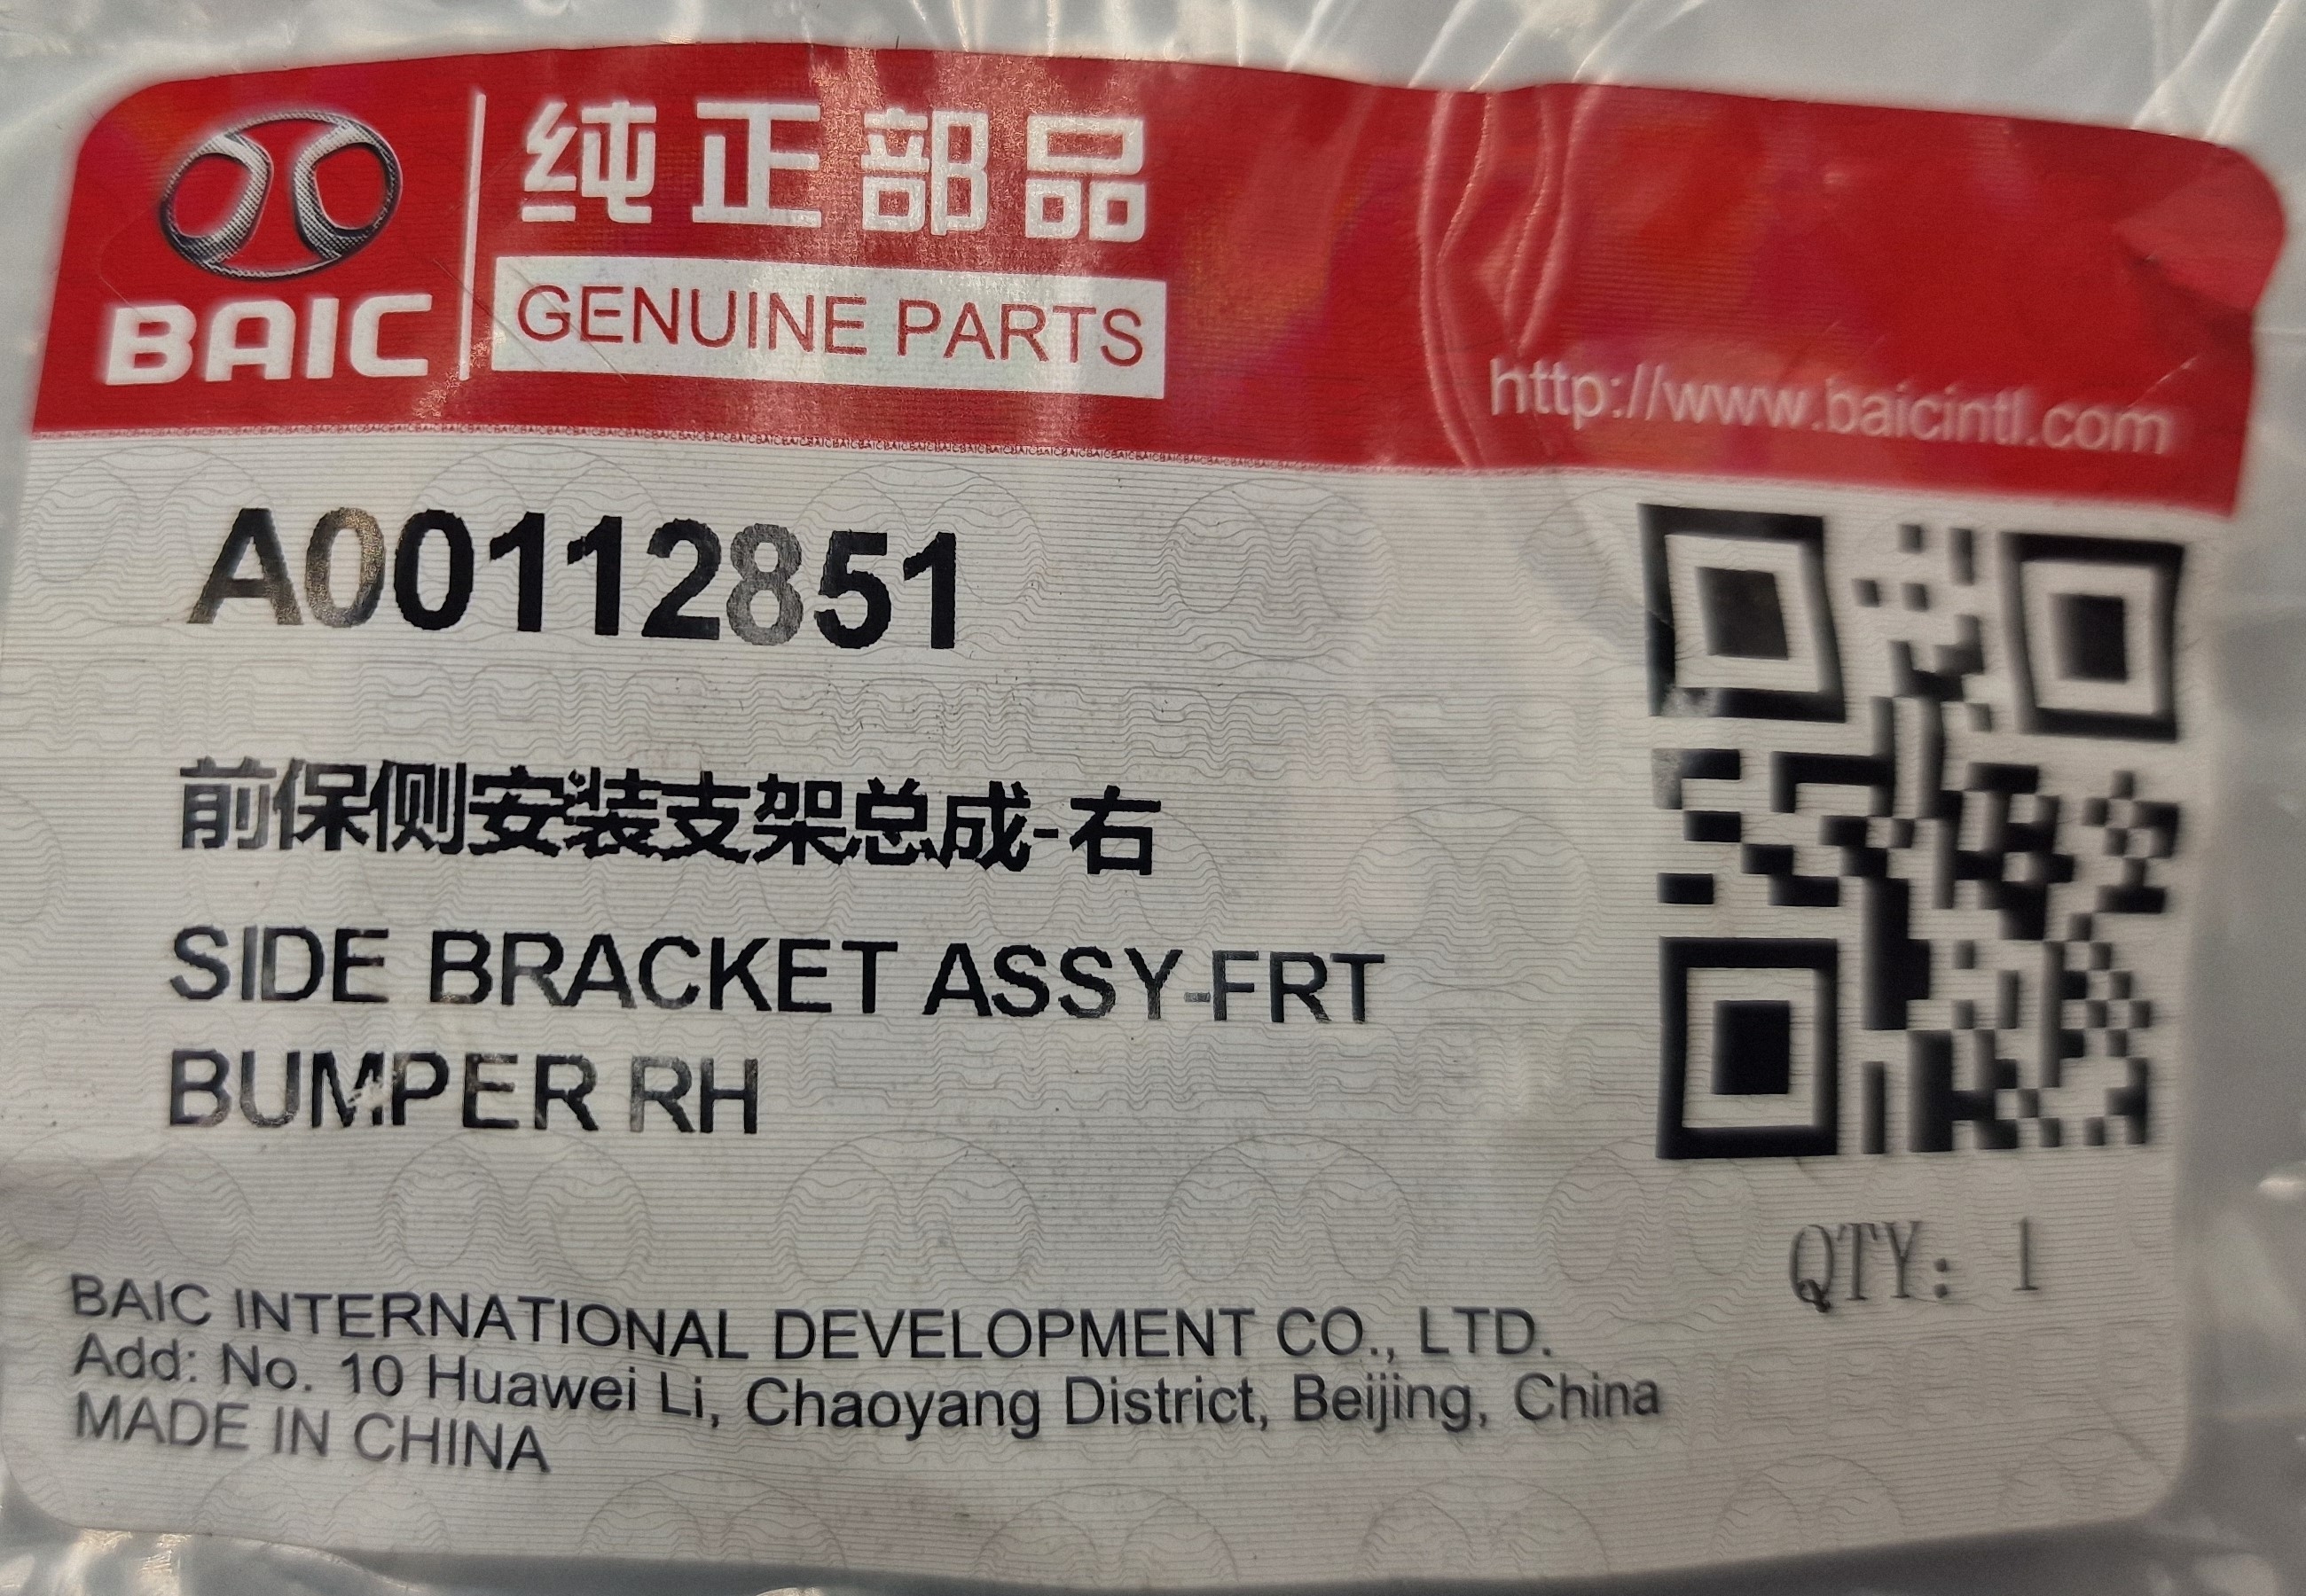 纯正部品
BAIC
GENUINE PARTS
http://www.baicintl.com
A00112851
前保侧安装支架总成-右
SIDE BRACKET ASSY-FRT
BUMPER RH
QTY: 1
BAIC INTERNATIONAL DEVELOPMENT CO., LTD.
Add: No. 10 Huawei Li, Chaoyang District, Beijing, China
MADE IN CHINA